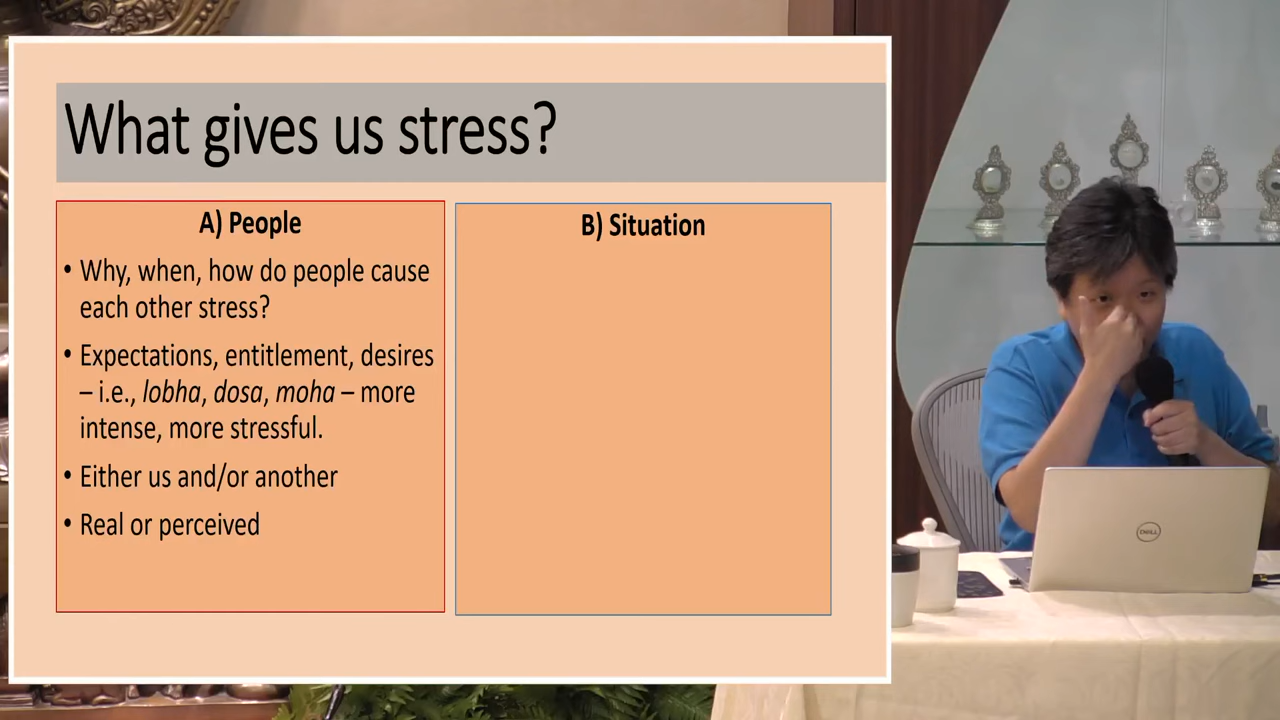 What gives us stress?
A) People
• Why, when, how do people cause
each other stress?
• Expectations, entitlement, desires
– i.e., lobha, dosa, moha – more
intense, more stressful.
• Either us and/or another
• Real or perceived
B) Situation
DELL